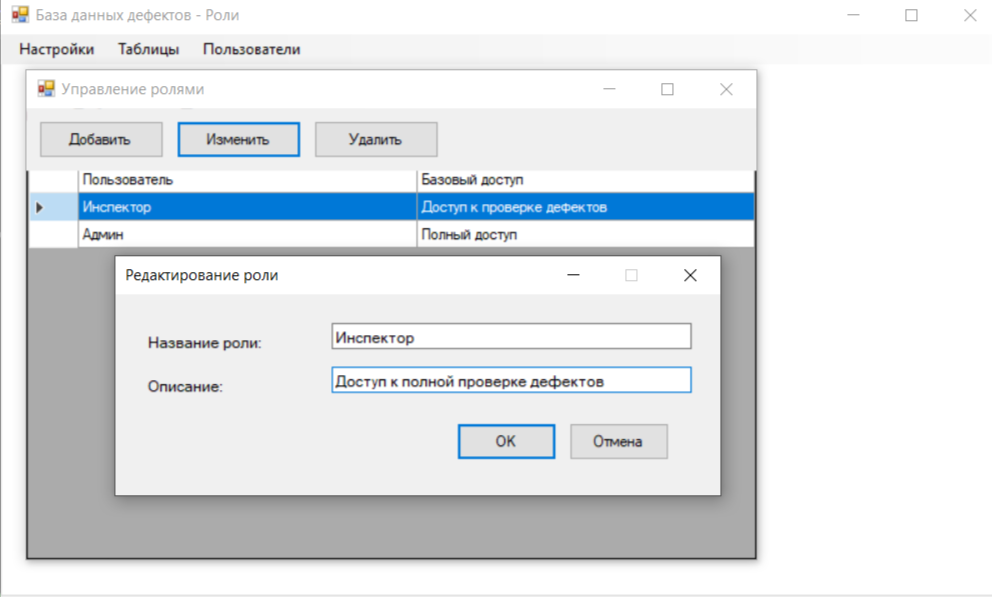 База данных дефектов - Роли
Настройки Таблицы Пользователи
Управление ролями
Добавить Изменить Удалить
Пользователь Базовый доступ
Инспектор Доступ к проверке дефектов
Админ Полный доступ
Редактирование роли
Название роли: Инспектор
Описание: Доступ к полной проверке дефектов
ОК Отмена